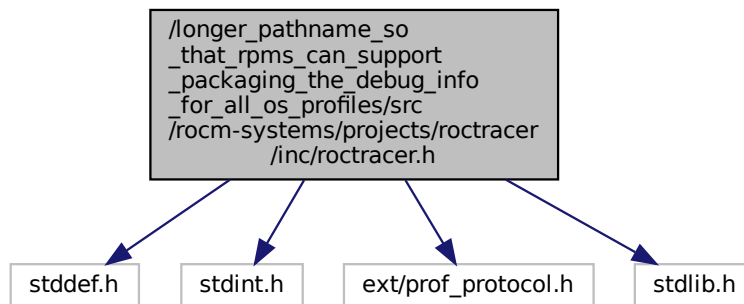 /longer_pathname_so
_that_rpms_can_support
_packaging_the_debug_info
_for_all_os_profiles/src
/rocm-systems/projects/roctracer
/inc/roctracer.h
stddef.h
stdint.h
ext/prof_protocol.h
stdlib.h